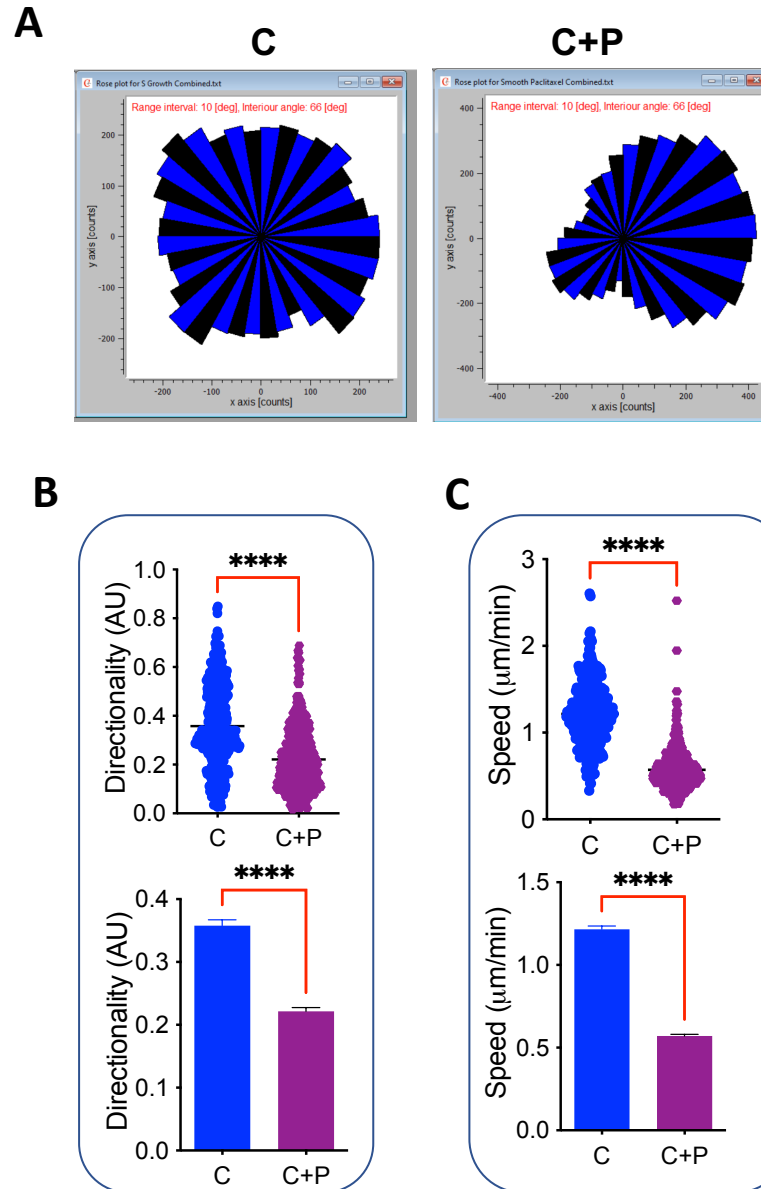 A
C
C+P
Rose plot for S Growth Combined.txt
Range interval: 10 [deg], Interiour angle: 66 [deg]
y axis [counts]
200
100
0
-100
-200
-200
-100
0
100
200
x axis [counts]
Rose plot for Smooth Paclitaxel Combined.txt
Range interval: 10 [deg], Interiour angle: 66 [deg]
y axis [counts]
400
200
0
-200
-400
-400
-200
0
200
400
x axis [counts]
B
****
Directionality (AU)
1.0
0.8
0.6
0.4
0.2
0.0
C
C+P
****
Directionality (AU)
0.4
0.3
0.2
0.1
0.0
C
C+P
C
****
Speed (μm/min)
3
2
1
0
C
C+P
****
Speed (μm/min)
1.5
1.0
0.5
0.0
C
C+P